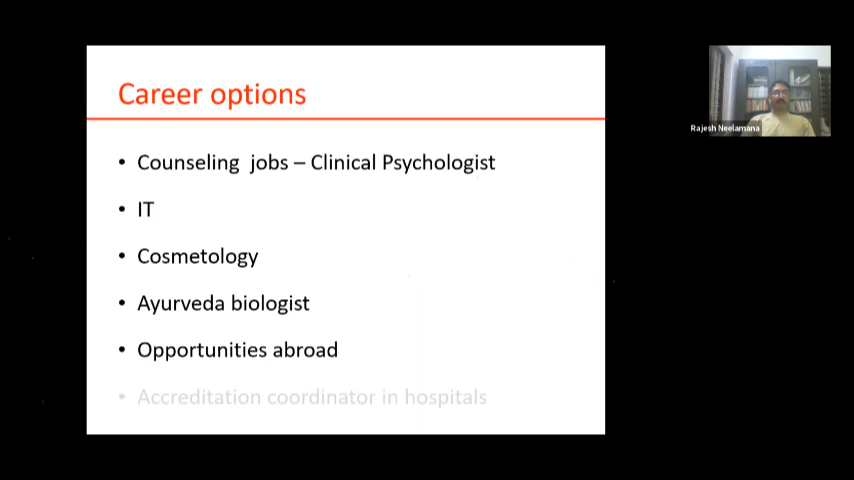 Career options
• Counseling jobs – Clinical Psychologist
• IT
• Cosmetology
• Ayurveda biologist
• Opportunities abroad
• Accreditation coordinator in hospitals
Rajesh Neelamana